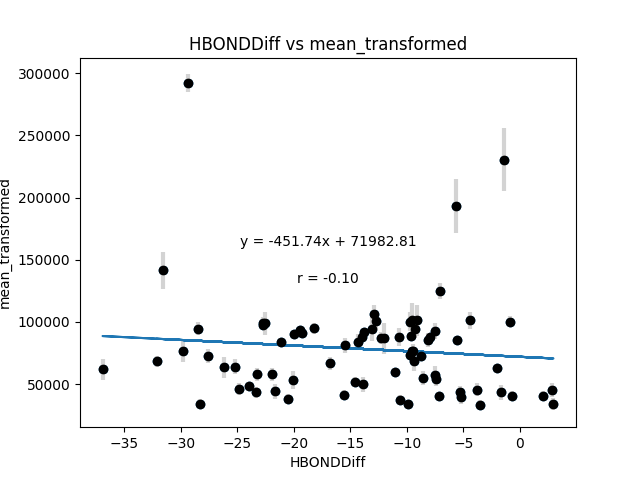 HBONDDiff vs mean_transformed
300000
250000
200000
150000
100000
50000
mean_transformed
y = -451.74x + 71982.81
r = -0.10
−35 −30 −25 −20 −15 −10 −5 0
HBONDDiff